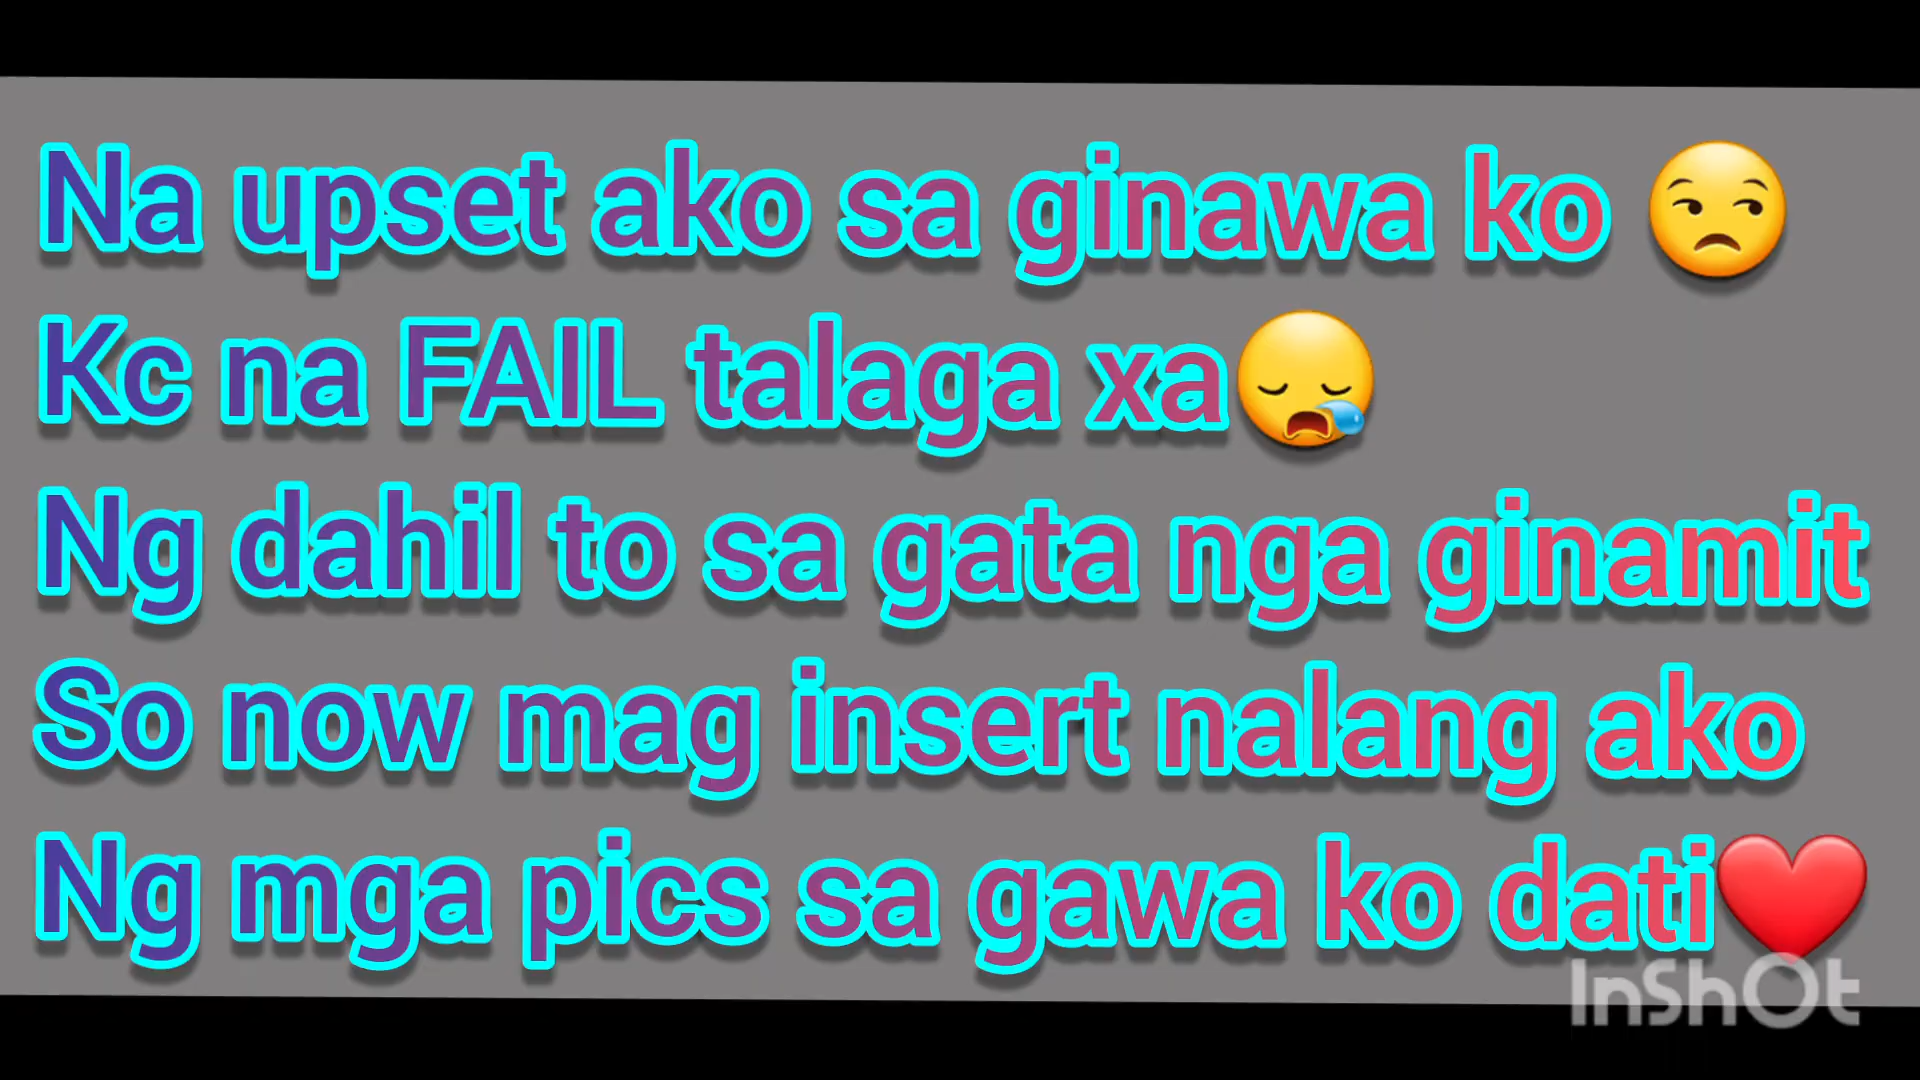 Na upset ako sa ginawa ko 😒
Kc na FAIL talaga xa😪
Ng dahil to sa gata nga ginamit
So now mag insert nalang ako
Ng mga pics sa gawa ko dati❤️
InShOt